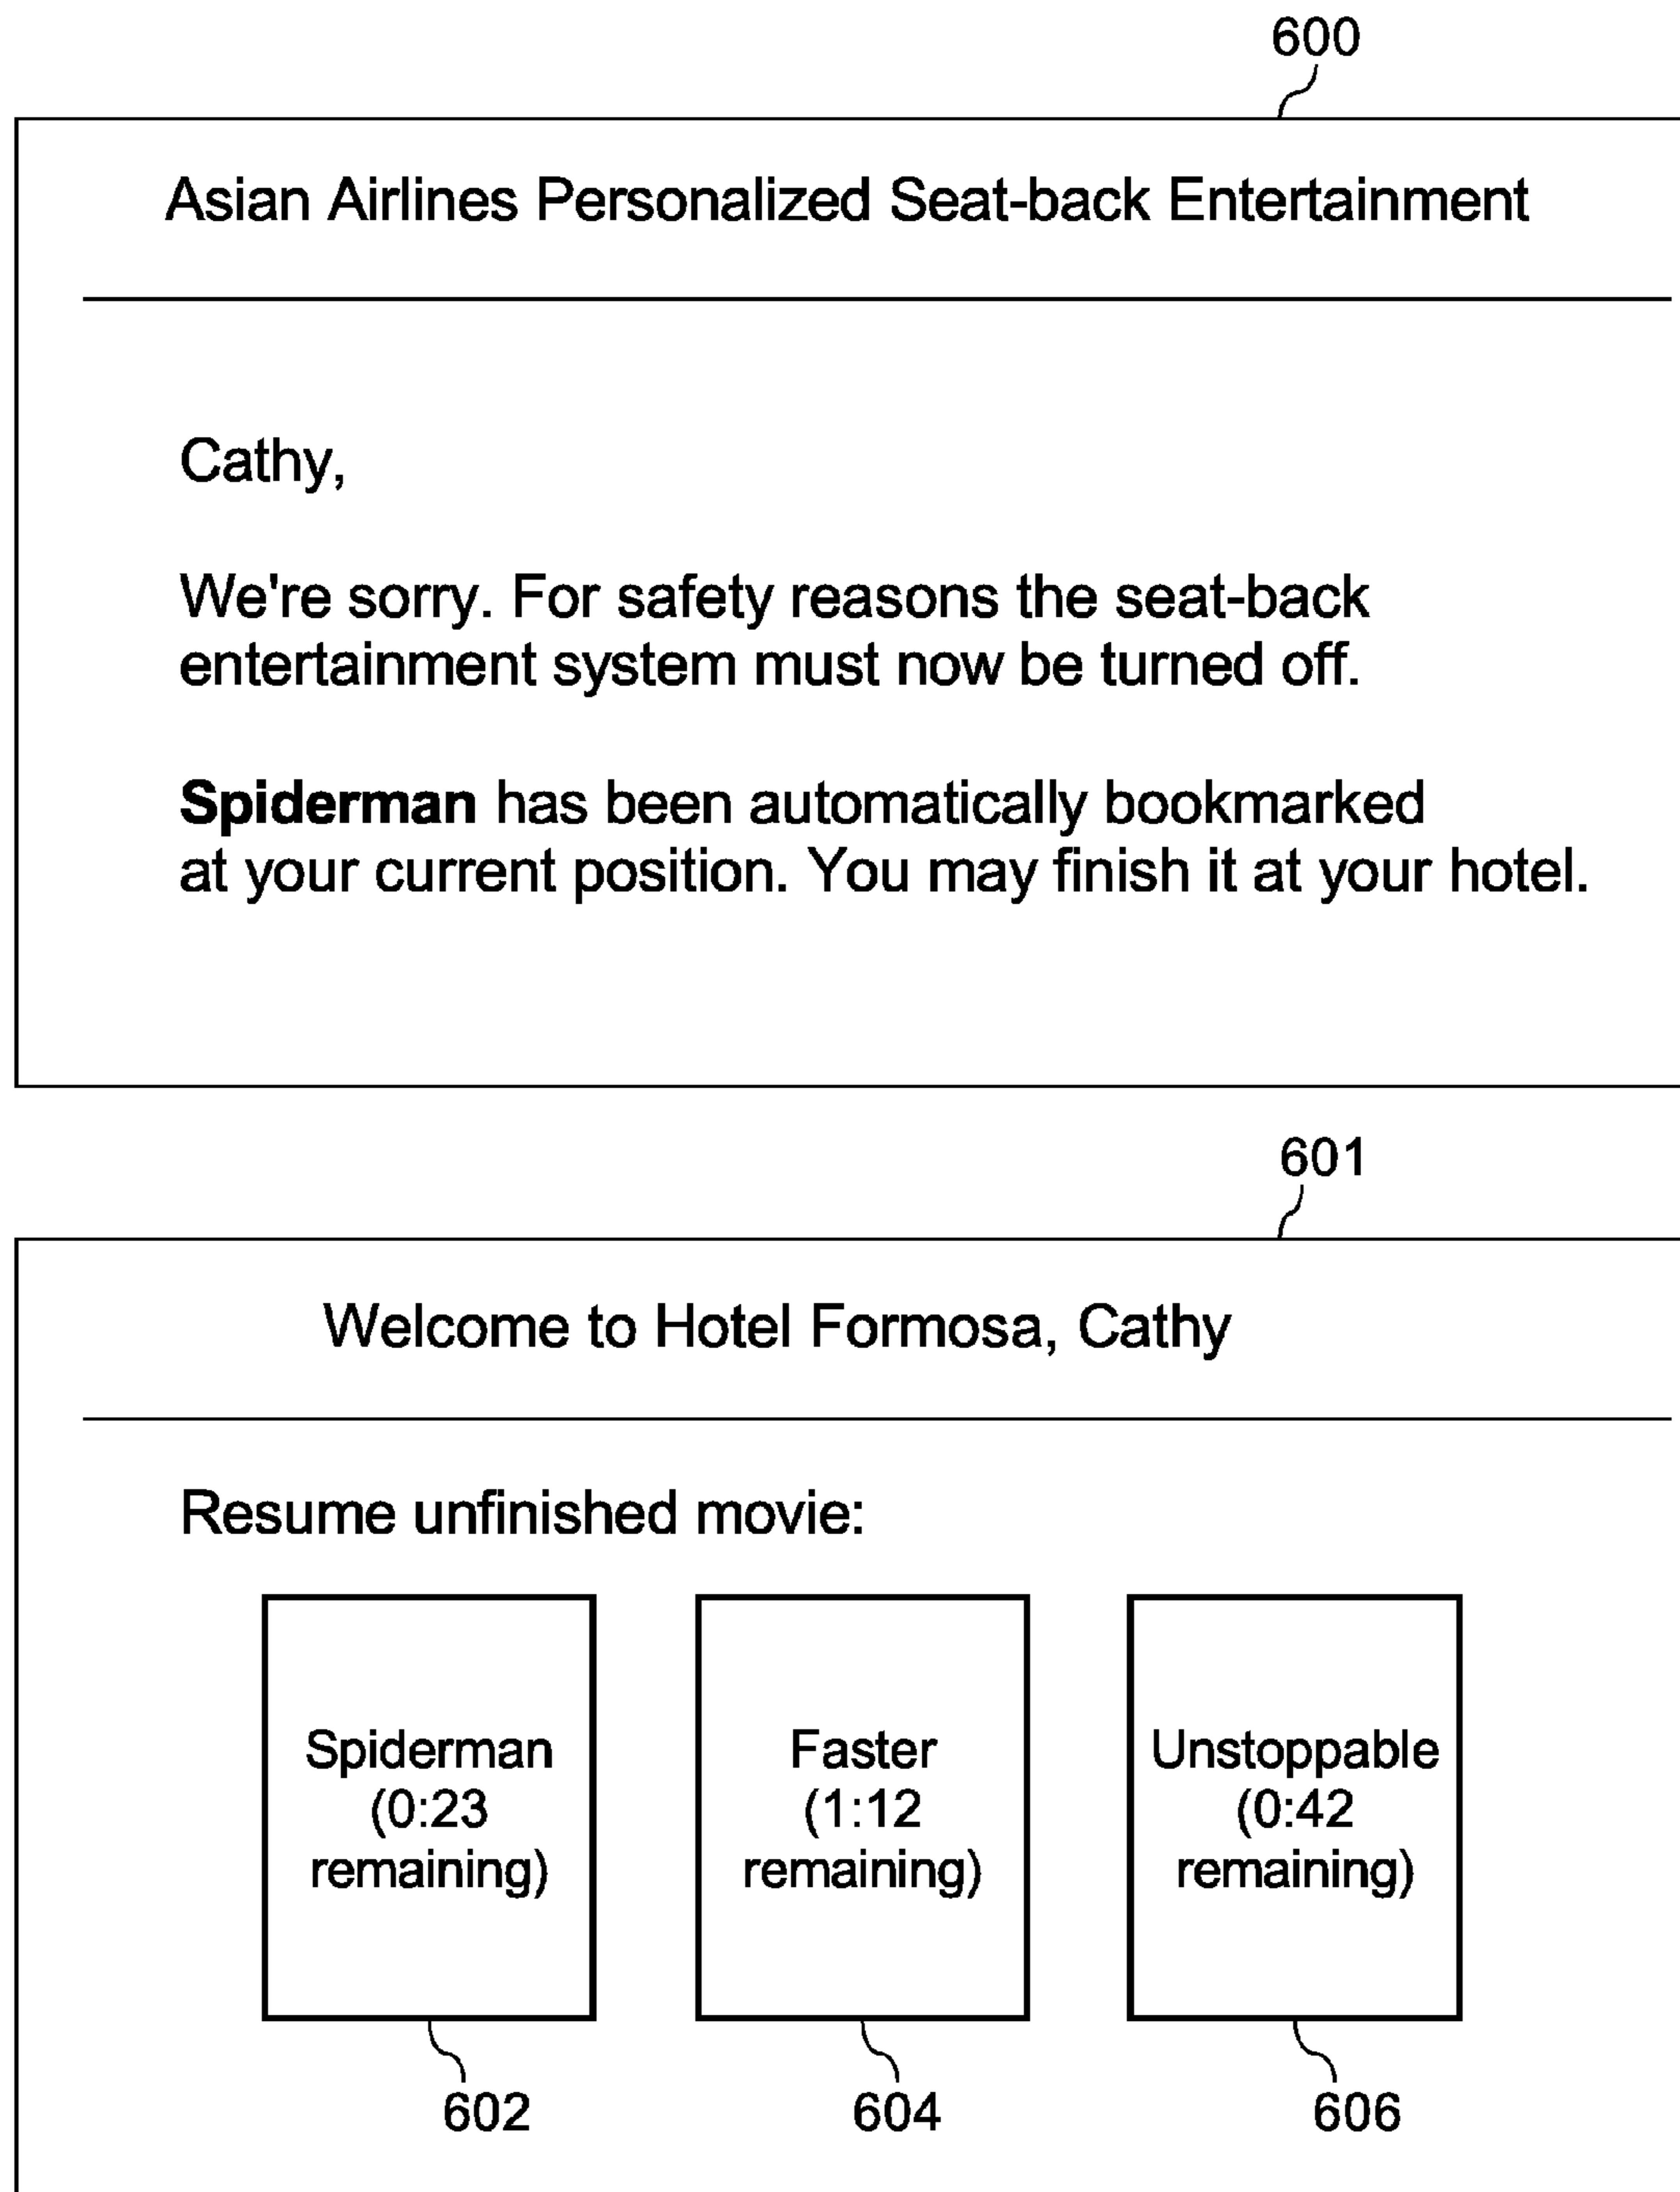 600
Asian Airlines Personalized Seat-back Entertainment
Cathy,
We're sorry. For safety reasons the seat-back
entertainment system must now be turned off.
Spiderman has been automatically bookmarked
at your current position. You may finish it at your hotel.
601
Welcome to Hotel Formosa, Cathy
Resume unfinished movie:
Spiderman
(0:23
remaining)
Faster
(1:12
remaining)
Unstoppable
(0:42
remaining)
602
604
606